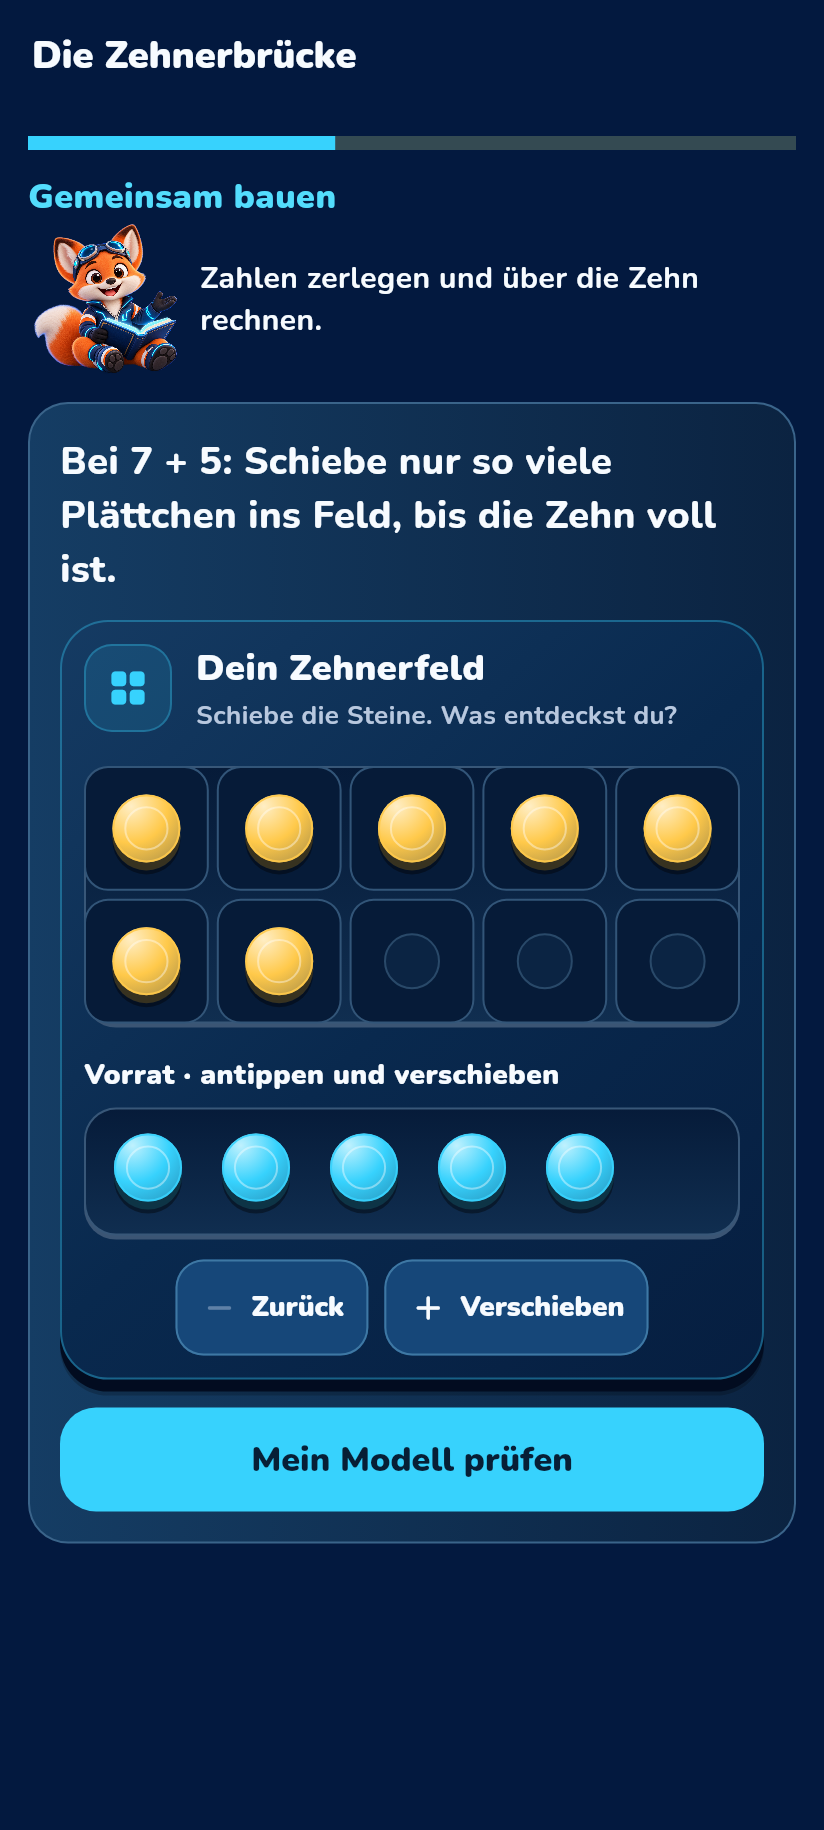 Die Zehnerbrücke
Gemeinsam bauen
Zahlen zerlegen und über die Zehn
rechnen.
Bei 7 + 5: Schiebe nur so viele
Plättchen ins Feld, bis die Zehn voll
ist.
Dein Zehnerfeld
Schiebe die Steine. Was entdeckst du?
Vorrat · antippen und verschieben
− Zurück + Verschieben
Mein Modell prüfen